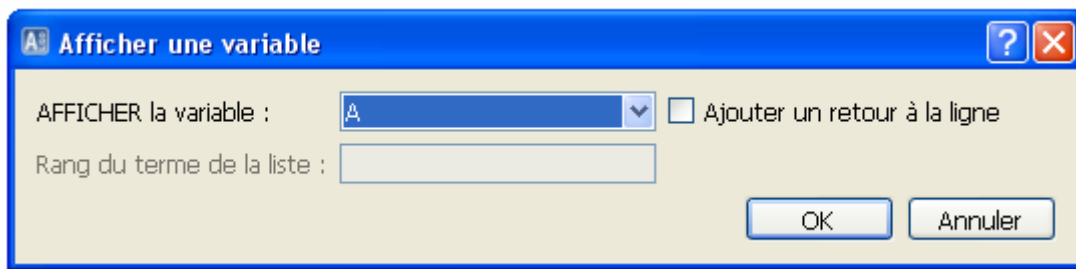 Afficher une variable
AFFICHER la variable : A Ajouter un retour à la ligne
Rang du terme de la liste :
OK Annuler